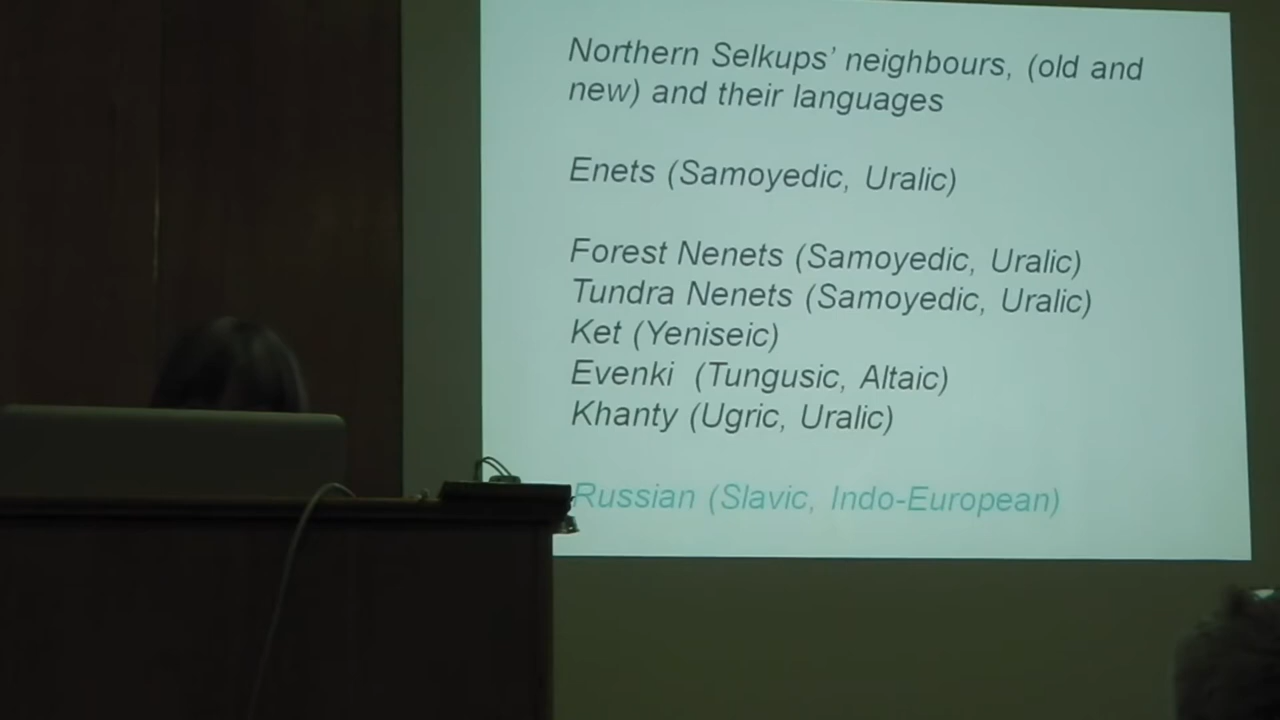 Northern Selkups' neighbours, (old and
new) and their languages
Enets (Samoyedic, Uralic)
Forest Nenets (Samoyedic, Uralic)
Tundra Nenets (Samoyedic, Uralic)
Ket (Yeniseic)
Evenki (Tungusic, Altaic)
Khanty (Ugric, Uralic)
Russian (Slavic, Indo-European)